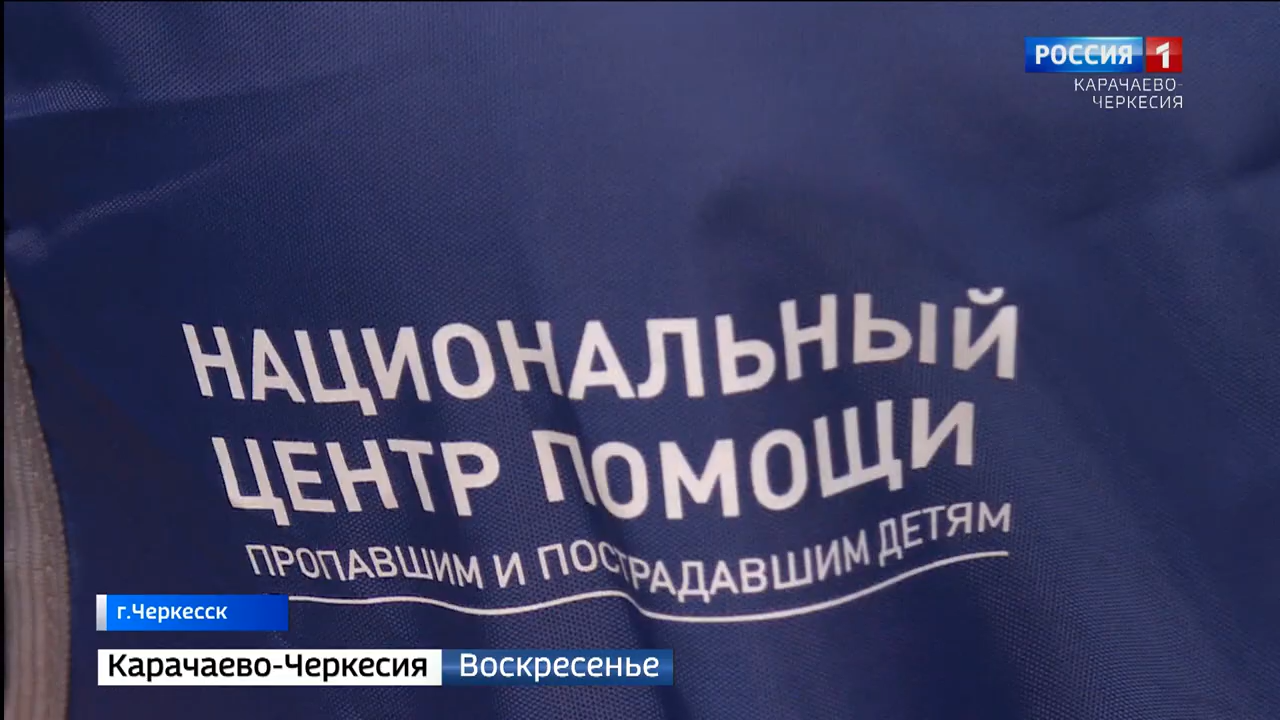 РОССИЯ 1
КАРАЧАЕВО-
ЧЕРКЕСИЯ
НАЦИОНАЛЬНЫЙ
ЦЕНТР ПОМОЩИ
ПРОПАВШИМ И ПОСТРАДАВШИМ ДЕТЯМ
г.Черкесск
Карачаево-Черкесия Воскресенье